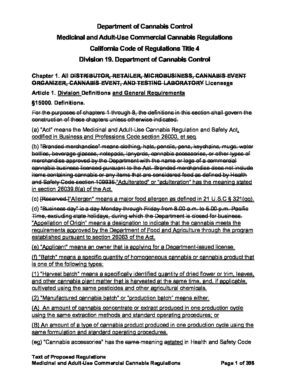 Department of Cannabis Control
Medicinal and Adult-Use Commercial Cannabis Regulations
California Code of Regulations Title 4
Division 19. Department of Cannabis Control
Chapter 1. All DISTRIBUTOR, RETAILER, MICROBUSINESS, CANNABIS EVENT
ORGANIZER, CANNABIS EVENT, AND TESTING LABORATORY Licensees
Article 1. Division Definitions and General Requirements
§15000. Definitions.
For the purposes of chapters 1 through 8, the definitions in this section shall govern the
construction of those chapters unless otherwise indicated.
(a) "Act" means the Medicinal and Adult-Use Cannabis Regulation and Safety Act,
codified in Business and Professions Code section 26000, et seq.
(b) "Branded merchandise" means clothing, hats, pencils, pens, keychains, mugs, water
bottles, beverage glasses, notepads, lanyards, cannabis accessories, or other types of
merchandise approved by the Department with the name or logo of a commercial
cannabis business licensed pursuant to the Act. Branded merchandise does not include
items containing cannabis or any items that are considered food as defined by Health
and Safety Code section 109935. "Adulterated" or "adulteration" has the meaning stated
in section 26039.6(a) of the Act.
(c) [Reserved.]"Allergen" means a major food allergen as defined in 21 U.S.C § 321(qq).
(d) "Business day" is a day Monday through Friday from 8:00 a.m. to 5:00 p.m. Pacific
Time, excluding state holidays, during which the Department is closed for business.
"Appellation of Origin" means a designation to indicate that the cannabis meets the
requirements approved by the Department of Food and Agriculture through the program
established pursuant to section 26063 of the Act.
(e) "Applicant" means an owner that is applying for a Department-issued license.
(f) "Batch" means a specific quantity of homogenous cannabis or cannabis product that
is one of the following types:
(1) "Harvest batch" means a specifically identified quantity of dried flower or trim, leaves,
and other cannabis plant matter that is harvested at the same time, and, if applicable,
cultivated using the same pesticides and other agricultural chemicals.
(2) "Manufactured cannabis batch" or "production batch" means either:
(A) An amount of cannabis concentrate or extract produced in one production cycle
using the same extraction methods and standard operating procedures; or
(B) An amount of a type of cannabis product produced in one production cycle using the
same formulation and standard operating procedures.
(eg) "Cannabis accessories" has the same meaning as stated in Health and Safety Code
Text of Proposed Regulations
Medicinal and Adult-Use Commercial Cannabis Regulations Page 1 of 395